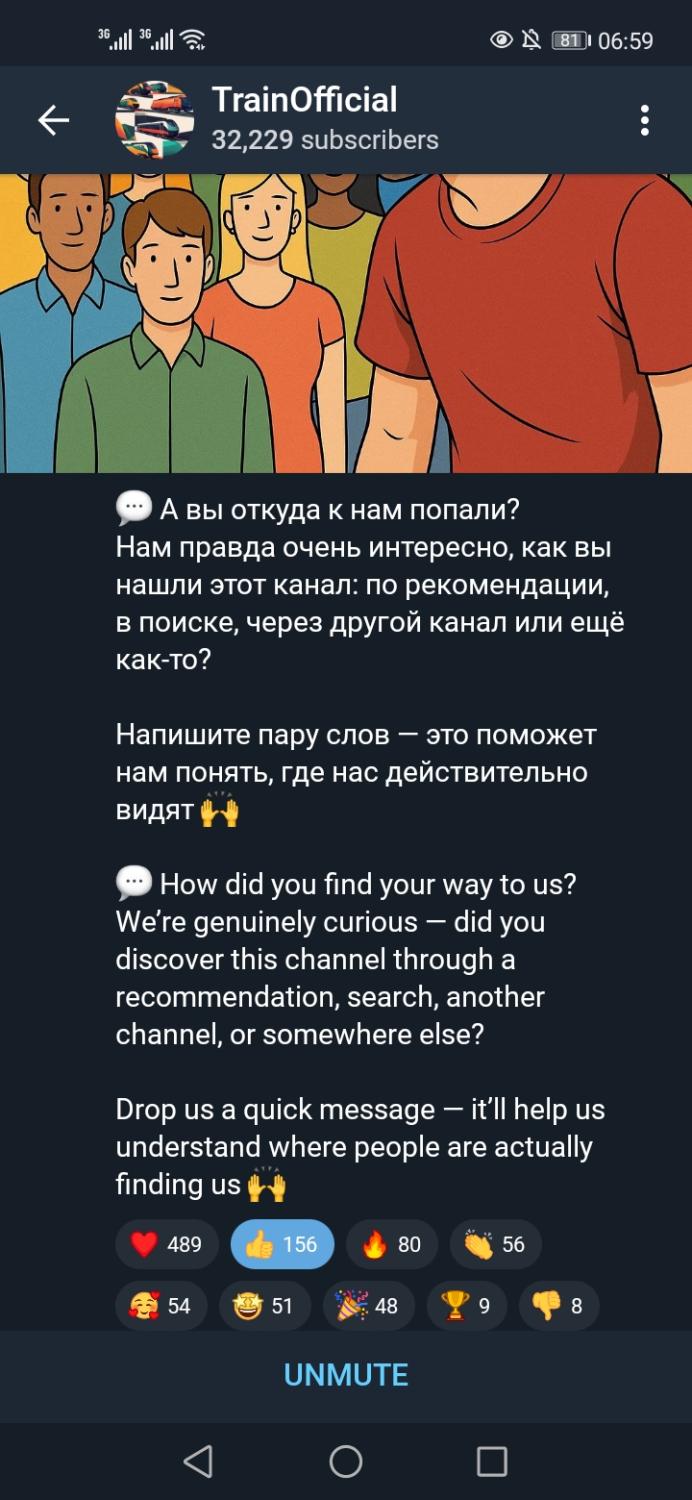 3G 3G 81 06:59
TrainOfficial
32,229 subscribers
💬 А вы откуда к нам попали?
Нам правда очень интересно, как вы
нашли этот канал: по рекомендации,
в поиске, через другой канал или ещё
как-то?
Напишите пару слов — это поможет
нам понять, где нас действительно
видят 🙌
💬 How did you find your way to us?
We’re genuinely curious — did you
discover this channel through a
recommendation, search, another
channel, or somewhere else?
Drop us a quick message — it’ll help us
understand where people are actually
finding us 🙌
❤️ 489 👍 156 🔥 80 👏 56
🥰 54 🤩 51 🎉 48 🏆 9 👎 8
UNMUTE